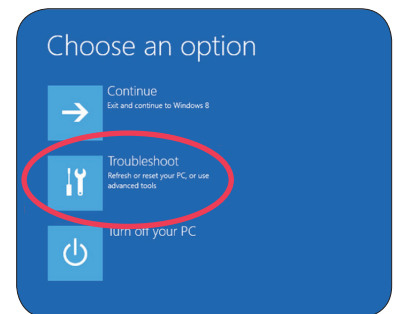 Choose an option
Continue
Exit and continue to Windows 8
Troubleshoot
Refresh or reset your PC, or use
advanced tools
Turn off your PC